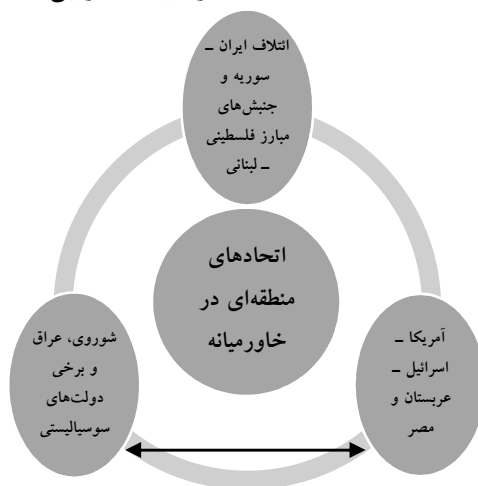 ائتلاف ایران –
سوریه و
جنبش‌های
مبارز فلسطینی
– لبنانی
اتحادهای
منطقه‌ای در
خاورمیانه
شوروی، عراق
و برخی
دولت‌های
سوسیالیستی
آمریکا –
اسرائیل –
عربستان و
مصر